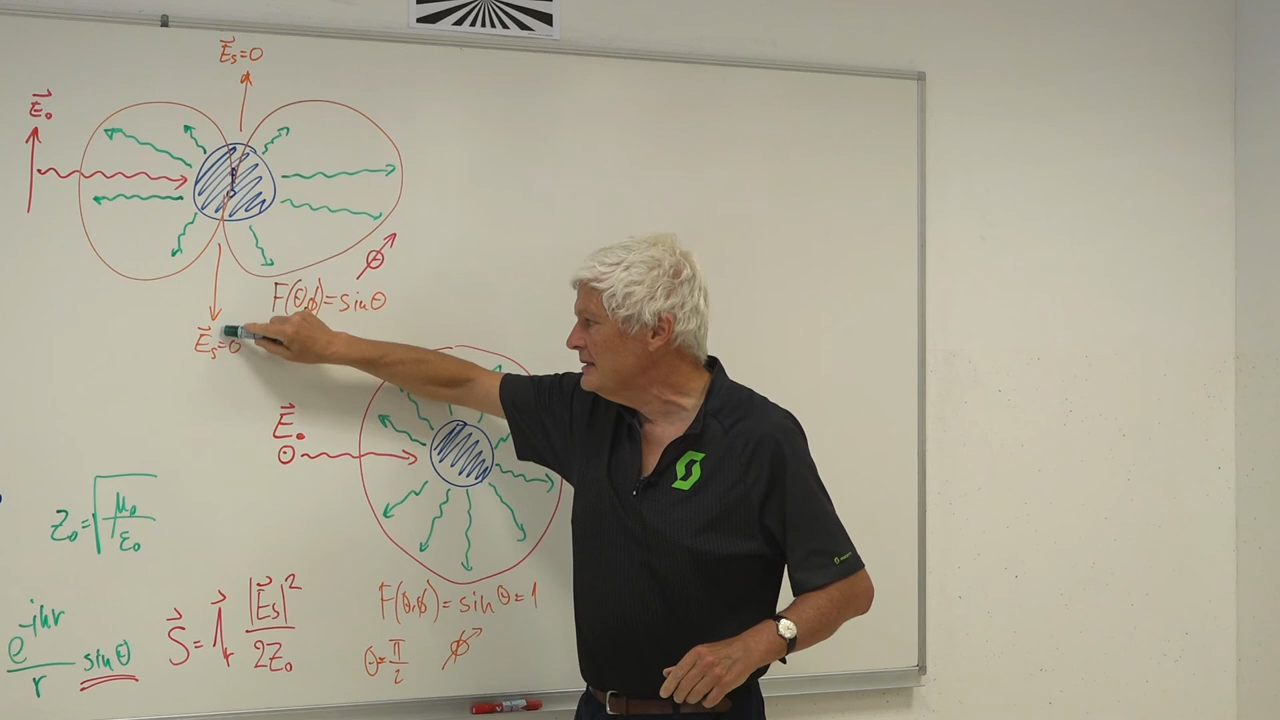 E⃗s=0
E⃗₀
F(θ,ϕ)=sinθ
E⃗s=0
E⃗₀
Z₀=√(μ₀/ε₀)
e^-jkr/r sinθ
S⃗=1⃗r |E⃗s|²/2Z₀
F(θ,ϕ)=sinθ=1
θ=π/2